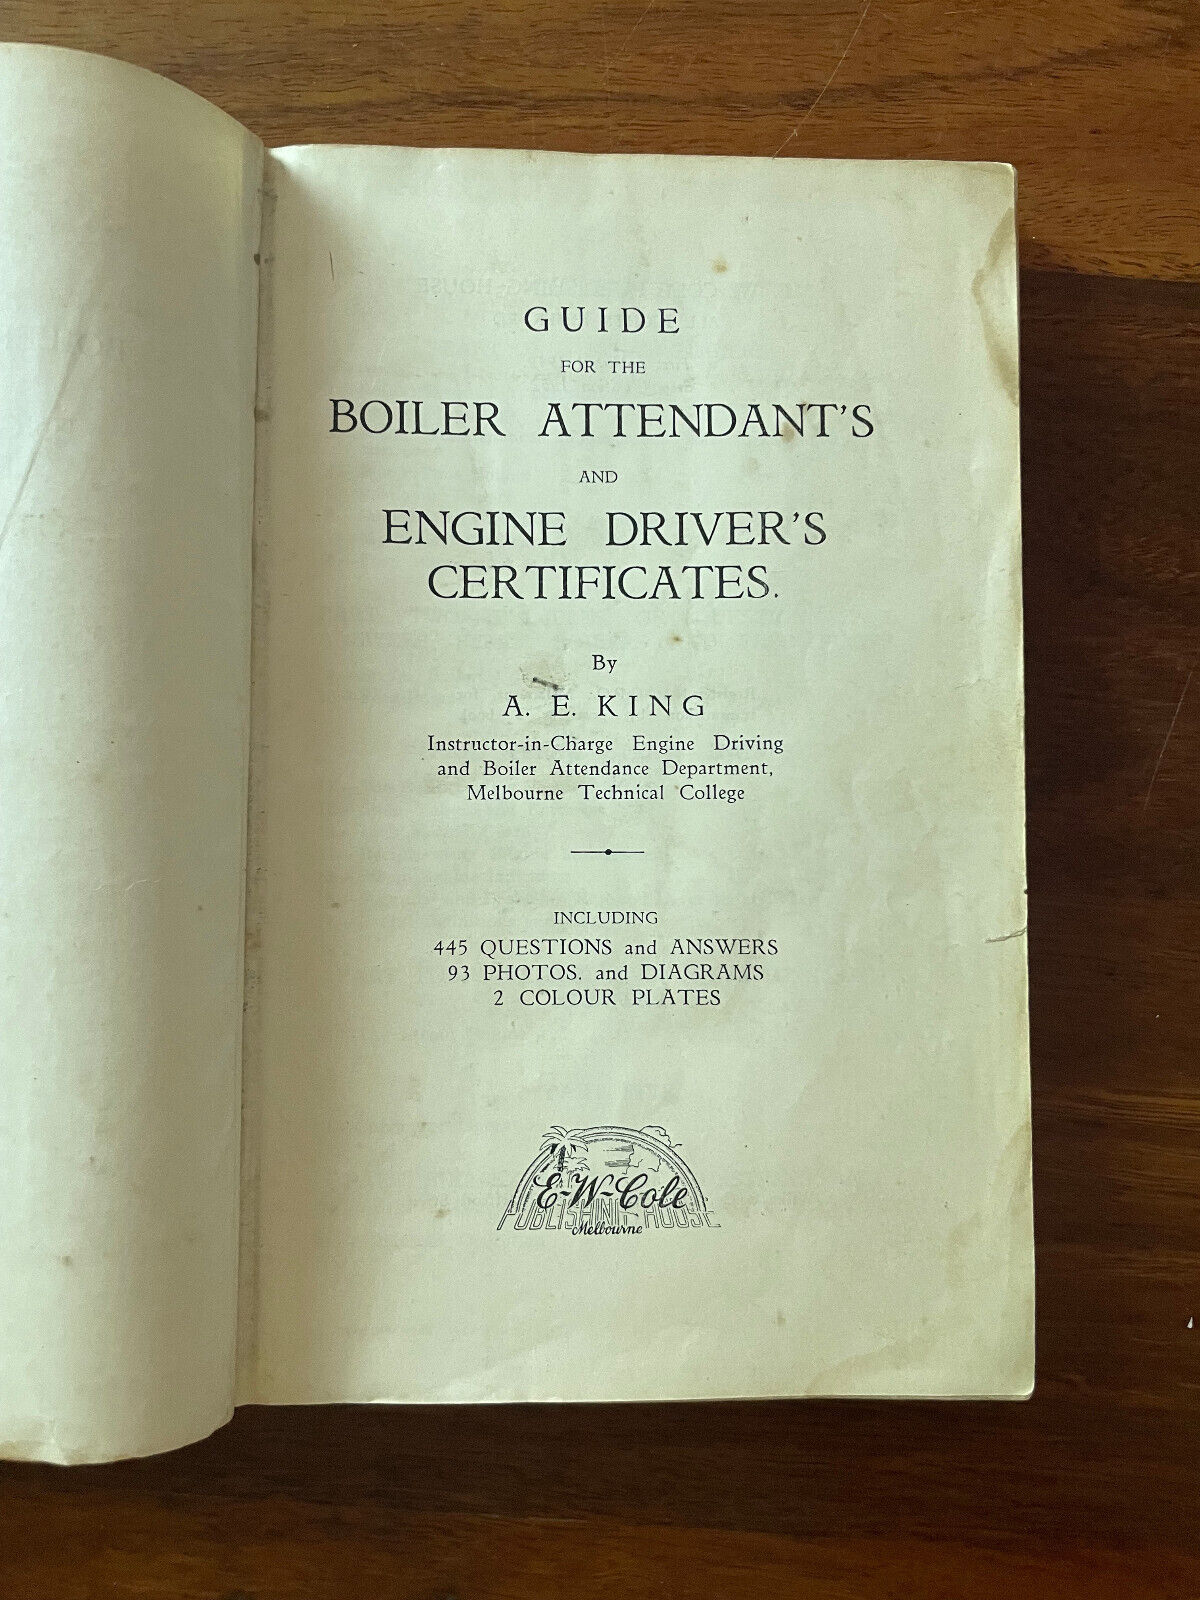 GUIDE
FOR THE
BOILER ATTENDANT'S
AND
ENGINE DRIVER'S
CERTIFICATES.
By
A. E. KING
Instructor-in-Charge Engine Driving
and Boiler Attendance Department,
Melbourne Technical College
INCLUDING
445 QUESTIONS and ANSWERS
93 PHOTOS. and DIAGRAMS
2 COLOUR PLATES
E-W-Cole
PUBLISHING HOUSE
Melbourne